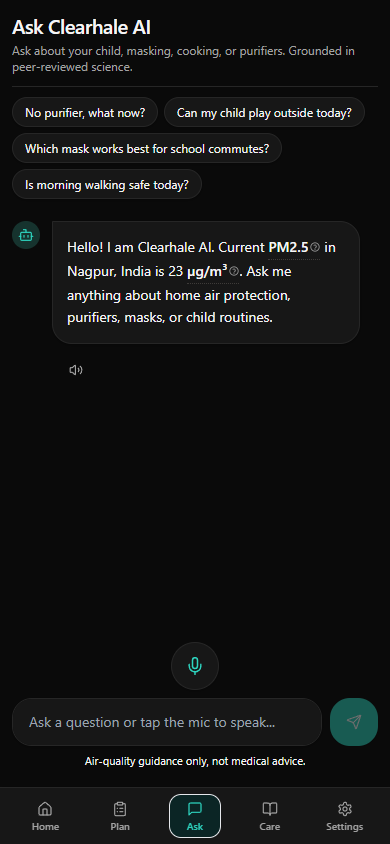 Ask Clearhale AI
Ask about your child, masking, cooking, or purifiers. Grounded in
peer-reviewed science.
No purifier, what now?
Can my child play outside today?
Which mask works best for school commutes?
Is morning walking safe today?
Hello! I am Clearhale AI. Current PM2.5 in
Nagpur, India is 23 µg/m³. Ask me
anything about home air protection,
purifiers, masks, or child routines.
Ask a question or tap the mic to speak...
Air-quality guidance only, not medical advice.
Home
Plan
Ask
Care
Settings